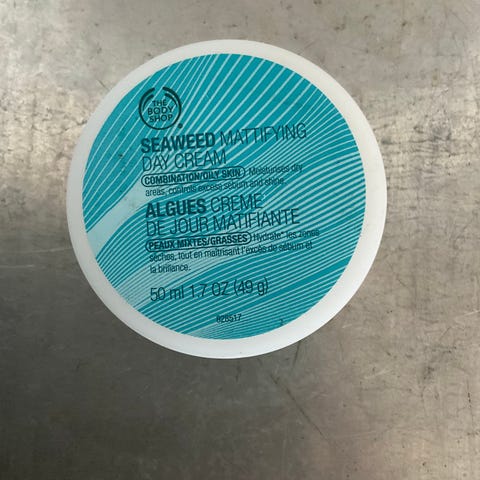 THE
BODY
SHOP
SEAWEED MATTIFYING
DAY CREAM
COMBINATION/OILY SKIN Moisturises dry
areas, controls excess sebum and shine.
ALGUES CREME
DE JOUR MATIFIANTE
PEAUX MIXTES/GRASSES Hydrate les zones
sèches, tout en maîtrisant l'excès de sébum et
la brillance.
50 ml 1.7 OZ (49 g)
828517